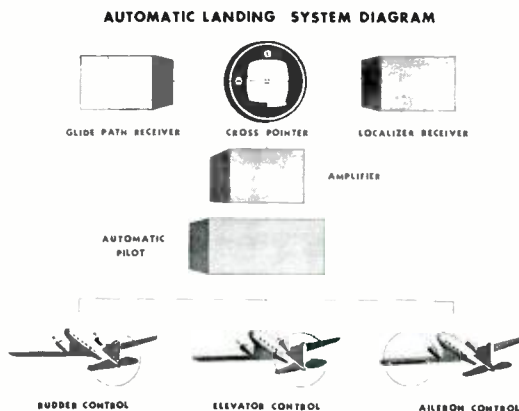 AUTOMATIC LANDING SYSTEM DIAGRAM
GLIDE PATH RECEIVER
CROSS POINTER
LOCALIZER RECEIVER
AMPLIFIER
AUTOMATIC
PILOT
RUDDER CONTROL
ELEVATOR CONTROL
AILERON CONTROL